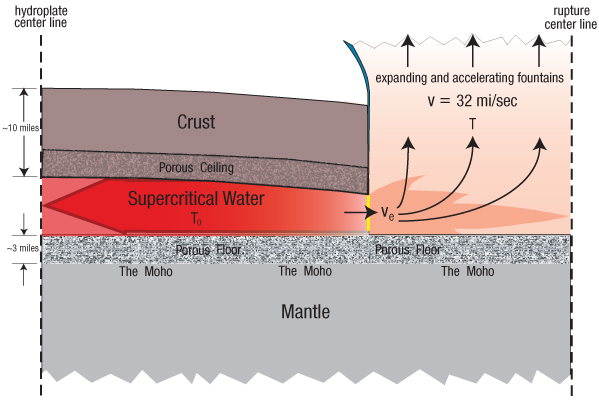 hydroplate
center line
rupture
center line
expanding and accelerating fountains
v = 32 mi/sec
T
~10 miles
Crust
Porous Ceiling
Supercritical Water
To
ve
~3 miles
Porous Floor
Porous Floor
The Moho
The Moho
The Moho
Mantle